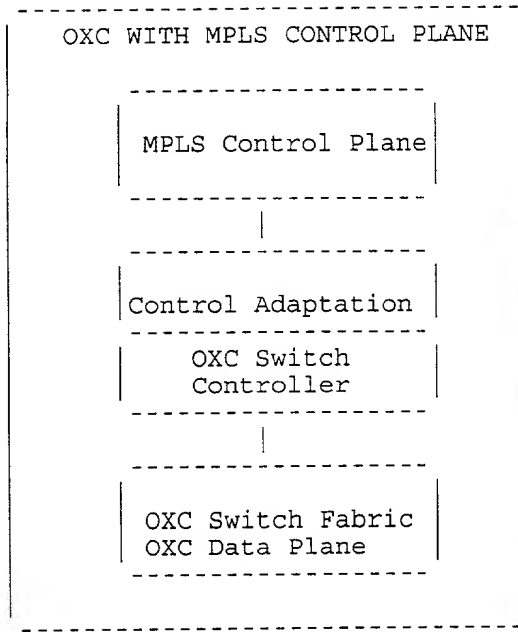 OXC WITH MPLS CONTROL PLANE
MPLS Control Plane
Control Adaptation
OXC Switch
Controller
OXC Switch Fabric
OXC Data Plane